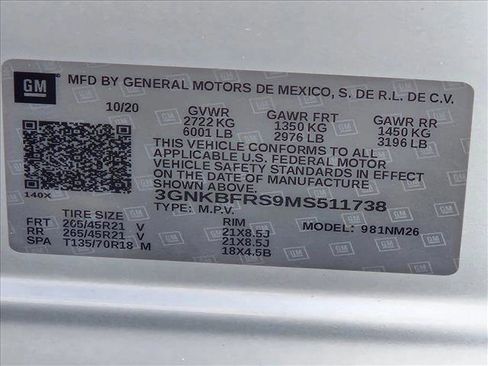 GM
MFD BY GENERAL MOTORS DE MEXICO, S. DE R.L. DE C.V.
10/20 GVWR GAWR FRT GAWR RR
2722 KG 1350 KG 1450 KG
6001 LB 2976 LB 3196 LB
THIS VEHICLE CONFORMS TO ALL
APPLICABLE U.S. FEDERAL MOTOR
VEHICLE SAFETY STANDARDS IN EFFECT
ON THE DATE OF MANUFACTURE SHOWN ABOVE.
140X 3GNKBFRS9MS511738
TYPE: M.P.V.
TIRE SIZE RIM MODEL: 981NM26
FRT 265/45R21 V 21X8.5J
RR 265/45R21 V 21X8.5J
SPA T135/70R18 M 18X4.5B